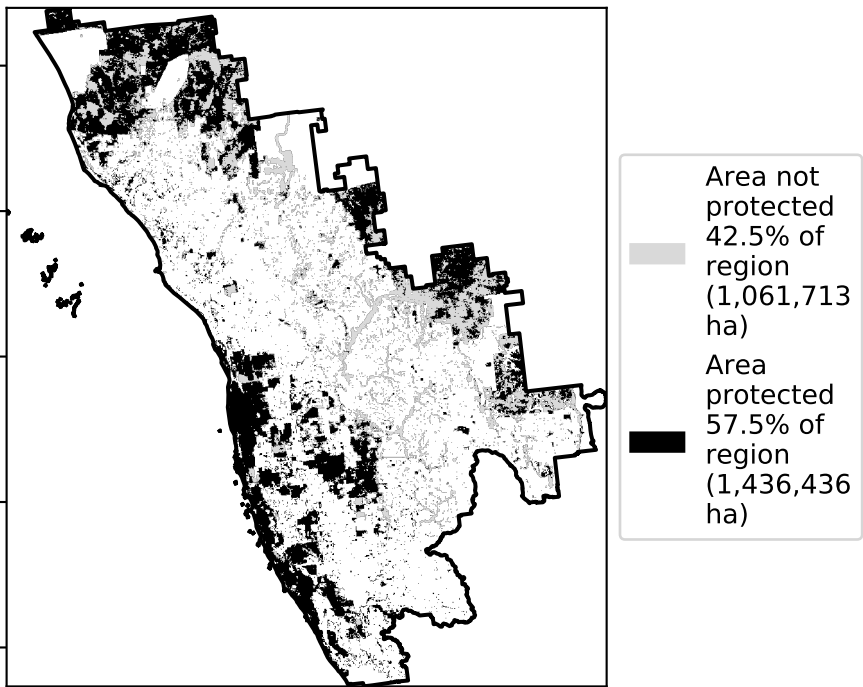 Area not
protected
42.5% of
region
(1,061,713
ha)
Area
protected
57.5% of
region
(1,436,436
ha)